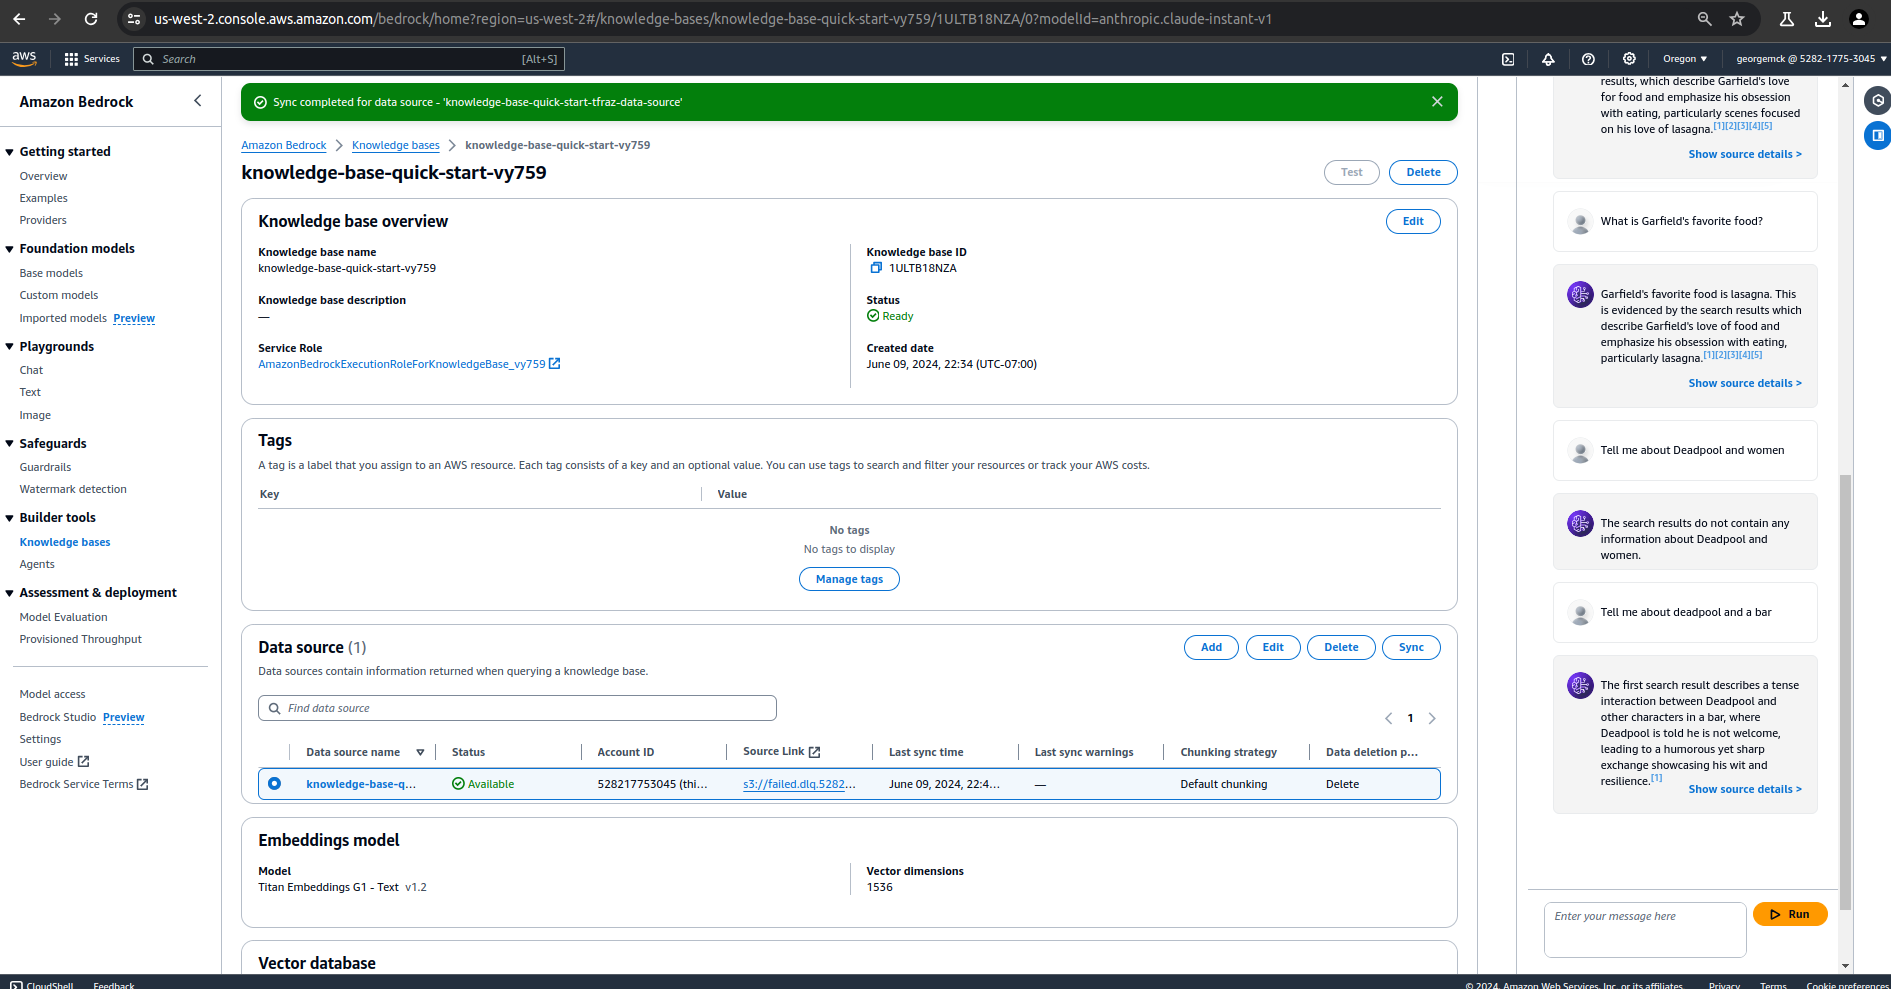 us-west-2.console.aws.amazon.com/bedrock/home?region=us-west-2#/knowledge-bases/knowledge-base-quick-start-vy759/1ULTB18NZA/0?modelId=anthropic.claude-instant-v1
aws
Services
Search
[Alt+S]
Oregon ▼
georgemck @ 5282-1775-3045 ▼
Amazon Bedrock
Getting started
Overview
Examples
Providers
Foundation models
Base models
Custom models
Imported models Preview
Playgrounds
Chat
Text
Image
Safeguards
Guardrails
Watermark detection
Builder tools
Knowledge bases
Agents
Assessment & deployment
Model Evaluation
Provisioned Throughput
Model access
Bedrock Studio Preview
Settings
User guide
Bedrock Service Terms
Sync completed for data source - 'knowledge-base-quick-start-tfraz-data-source'
Amazon Bedrock > Knowledge bases > knowledge-base-quick-start-vy759
knowledge-base-quick-start-vy759
Test
Delete
Knowledge base overview
Edit
Knowledge base name
knowledge-base-quick-start-vy759
Knowledge base description
—
Service Role
AmazonBedrockExecutionRoleForKnowledgeBase_vy759
Knowledge base ID
1ULTB18NZA
Status
Ready
Created date
June 09, 2024, 22:34 (UTC-07:00)
Tags
A tag is a label that you assign to an AWS resource. Each tag consists of a key and an optional value. You can use tags to search and filter your resources or track your AWS costs.
Key
Value
No tags
No tags to display
Manage tags
Data source (1)
Add
Edit
Delete
Sync
Data sources contain information returned when querying a knowledge base.
Find data source
1
Data source name
Status
Account ID
Source Link
Last sync time
Last sync warnings
Chunking strategy
Data deletion p...
knowledge-base-q...
Available
528217753045 (thi...
s3://failed.dlq.5282...
June 09, 2024, 22:4...
—
Default chunking
Delete
Embeddings model
Model
Titan Embeddings G1 - Text v1.2
Vector dimensions
1536
Vector database
results, which describe Garfield's love
for food and emphasize his obsession
with eating, particularly scenes focused
on his love of lasagna.[1][2][3][4][5]
Show source details >
What is Garfield's favorite food?
Garfield's favorite food is lasagna. This
is evidenced by the search results which
describe Garfield's love of food and
emphasize his obsession with eating,
particularly lasagna.[1][2][3][4][5]
Show source details >
Tell me about Deadpool and women
The search results do not contain any
information about Deadpool and
women.
Tell me about deadpool and a bar
The first search result describes a tense
interaction between Deadpool and
other characters in a bar, where
Deadpool is told he is not welcome,
leading to a humorous yet sharp
exchange showcasing his wit and
resilience.[1]
Show source details >
Enter your message here
Run
CloudShell
Feedback
© 2024, Amazon Web Services, Inc. or its affiliates.
Privacy
Terms
Cookie preferences